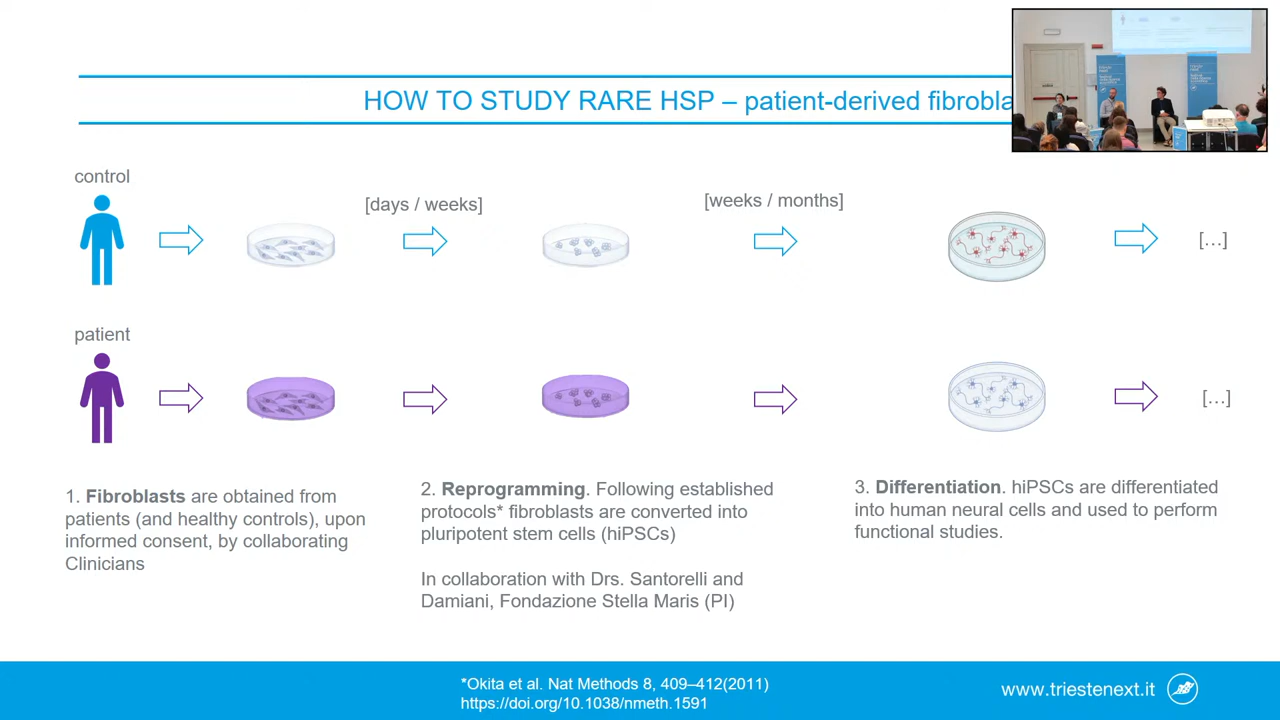 HOW TO STUDY RARE HSP – patient-derived fibrobla
control
[days / weeks]
[weeks / months]
[…]
patient
[…]
1. Fibroblasts are obtained from
patients (and healthy controls), upon
informed consent, by collaborating
Clinicians
2. Reprogramming. Following established
protocols* fibroblasts are converted into
pluripotent stem cells (hiPSCs)
In collaboration with Drs. Santorelli and
Damiani, Fondazione Stella Maris (PI)
3. Differentiation. hiPSCs are differentiated
into human neural cells and used to perform
functional studies.
*Okita et al. Nat Methods 8, 409–412(2011)
https://doi.org/10.1038/nmeth.1591
www.triestenext.it